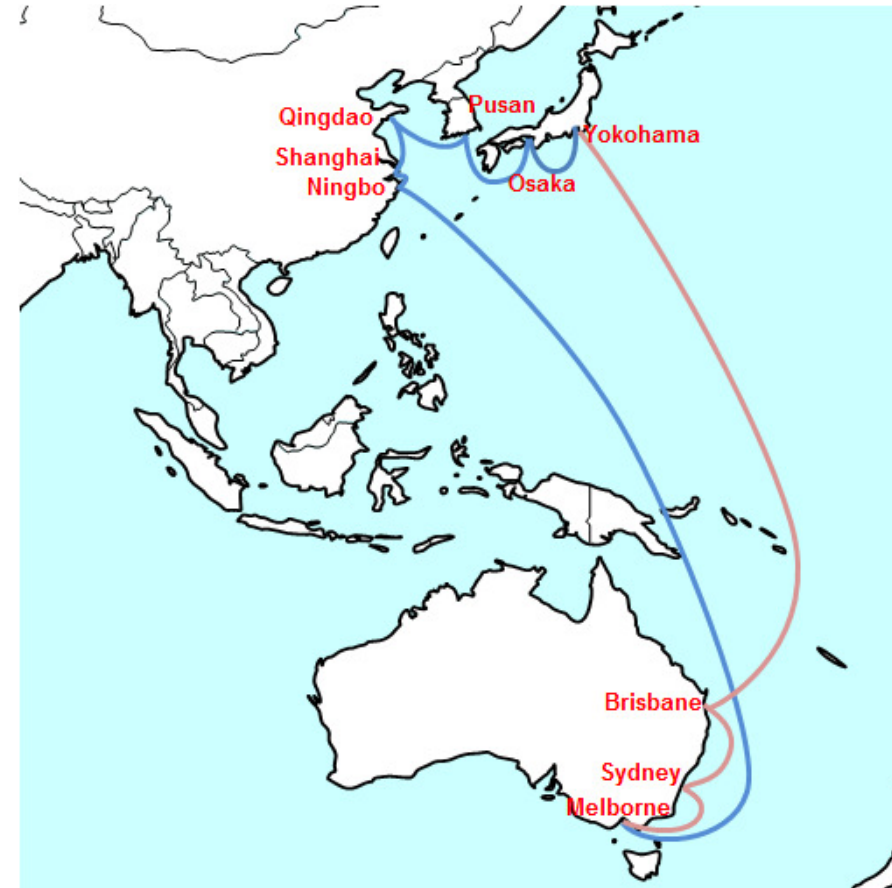 Pusan
Qingdao
Yokohama
Shanghai
Osaka
Ningbo
Brisbane
Sydney
Melborne